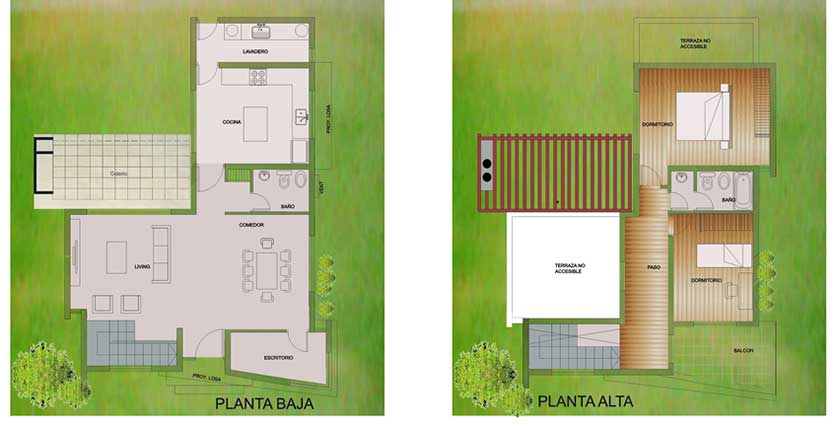 LAVADERO
COCINA
PROY. LOSA
Galería
VENT
BAÑO
COMEDOR
LIVING
ESCRITORIO
PROY. LOSA
PLANTA BAJA
TERRAZA NO
ACCESIBLE
DORMITORIO
BAÑO
TERRAZA NO
ACCESIBLE
PASO
DORMITORIO
BALCON
PLANTA ALTA